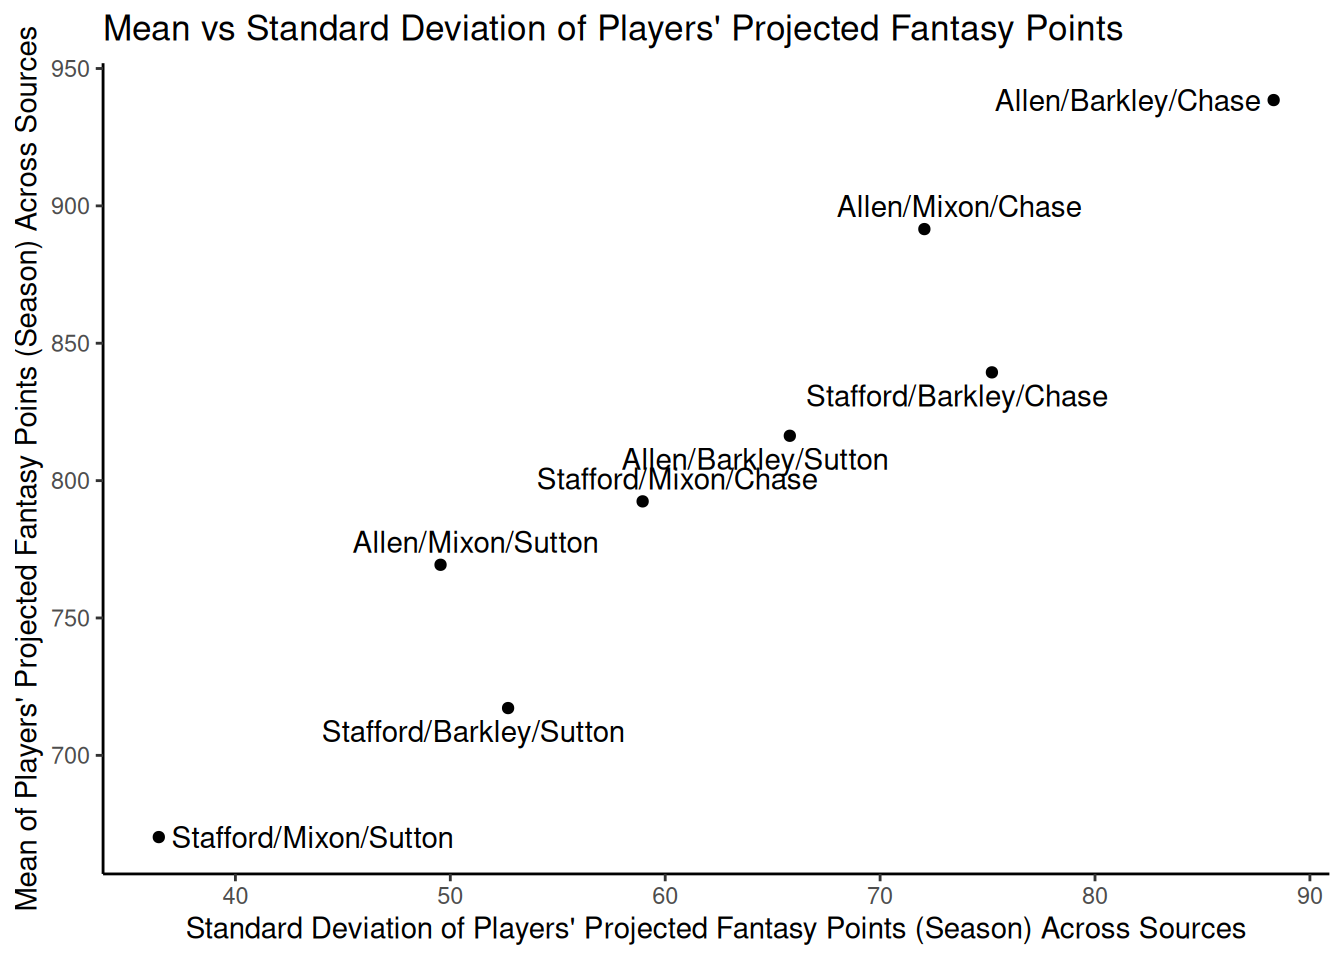 Mean vs Standard Deviation of Players' Projected Fantasy Points
Mean of Players' Projected Fantasy Points (Season) Across Sources
950
900
850
800
750
700
Allen/Barkley/Chase
Allen/Mixon/Chase
Stafford/Barkley/Chase
Allen/Barkley/Sutton
Stafford/Mixon/Chase
Allen/Mixon/Sutton
Stafford/Barkley/Sutton
Stafford/Mixon/Sutton
40 50 60 70 80 90
Standard Deviation of Players' Projected Fantasy Points (Season) Across Sources